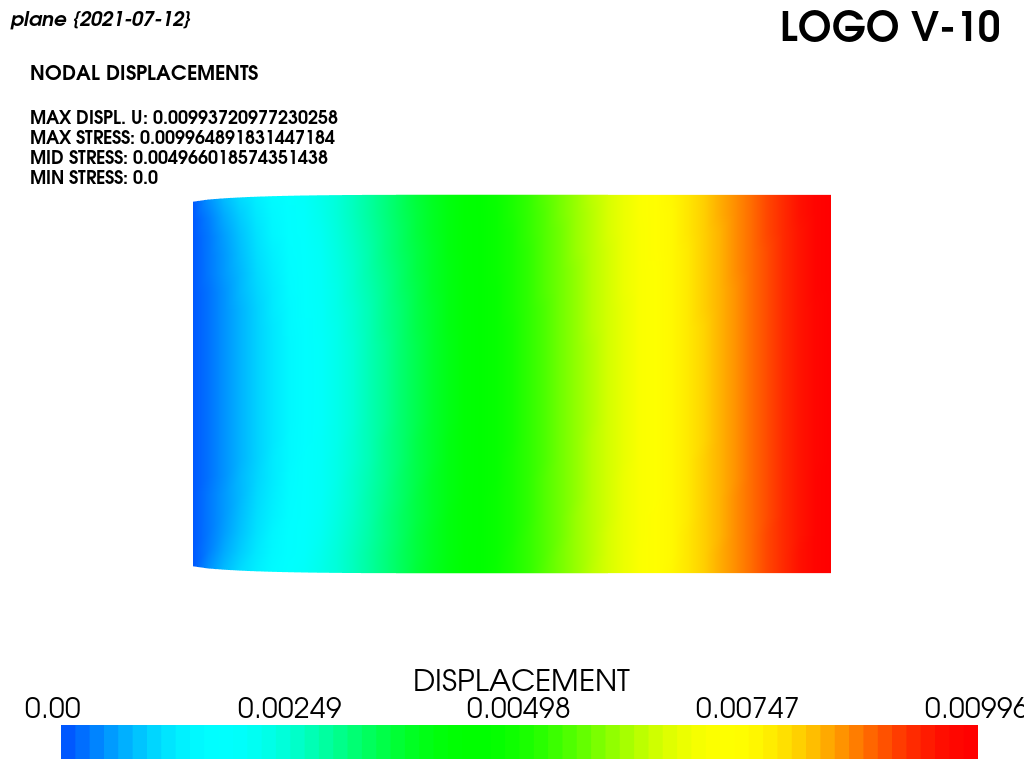 plane {2021-07-12}
LOGO V-10
NODAL DISPLACEMENTS
MAX DISPL. U: 0.00993720977230258
MAX STRESS: 0.009964891831447184
MID STRESS: 0.004966018574351438
MIN STRESS: 0.0
DISPLACEMENT
0.00 0.00249 0.00498 0.00747 0.00996